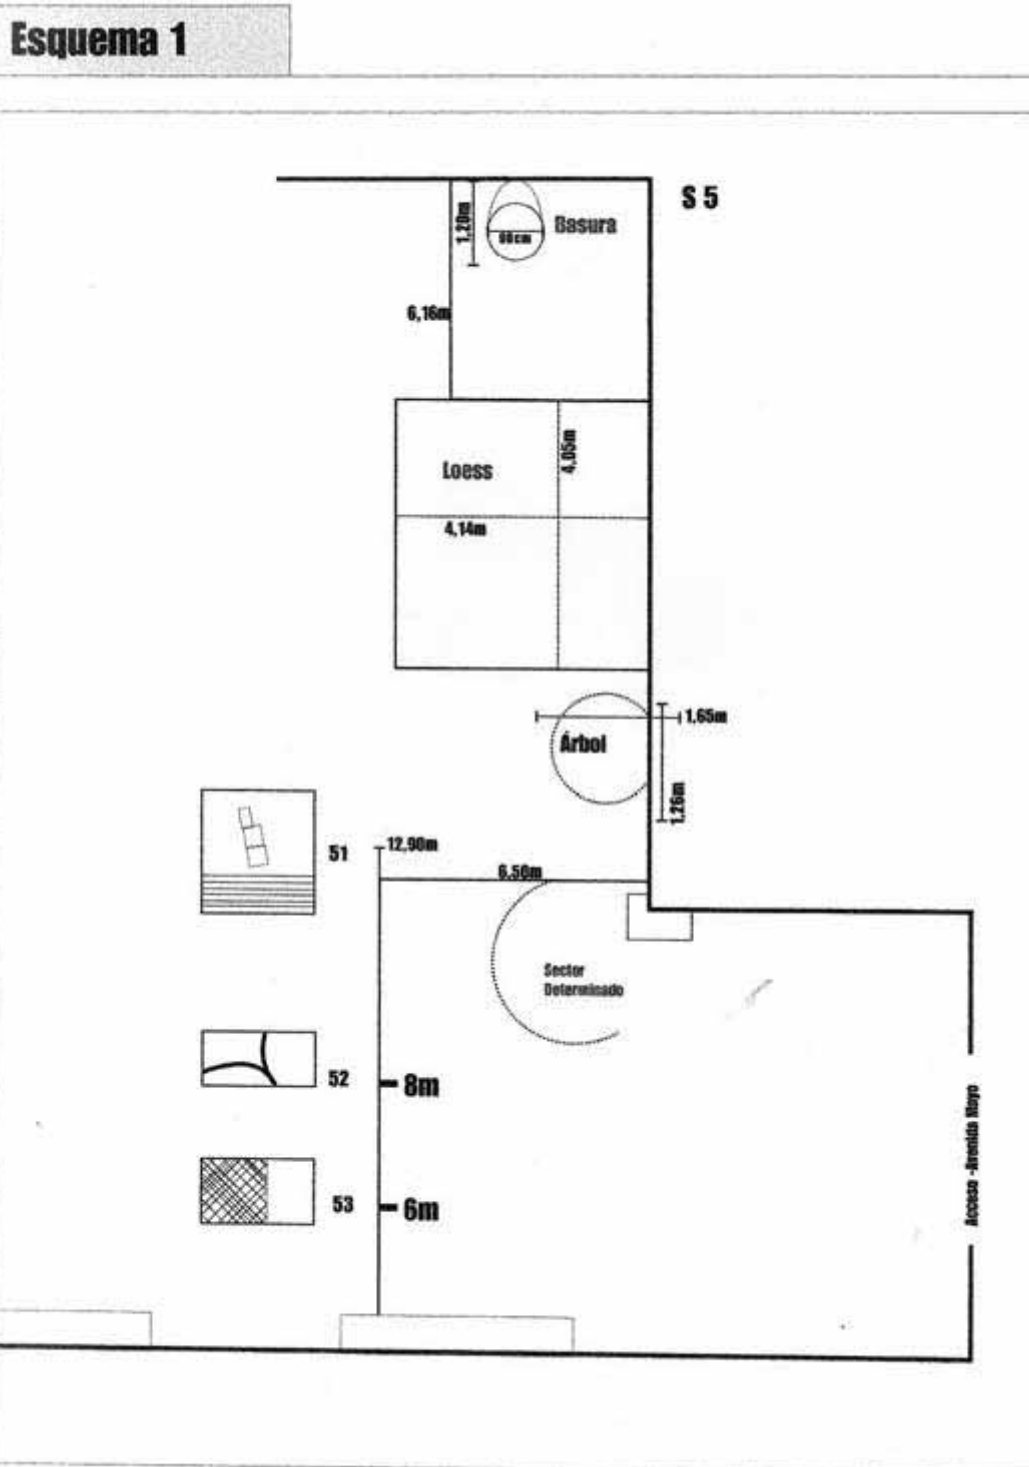 Esquema 1
S 5
1,20m
90cm
Basura
6,16m
Loess
4,05m
4,14m
1,65m
Árbol
1,26m
51
12,90m
6,50m
Sector
Determinado
52
8m
53
6m
Acceso -Avenida Mayo